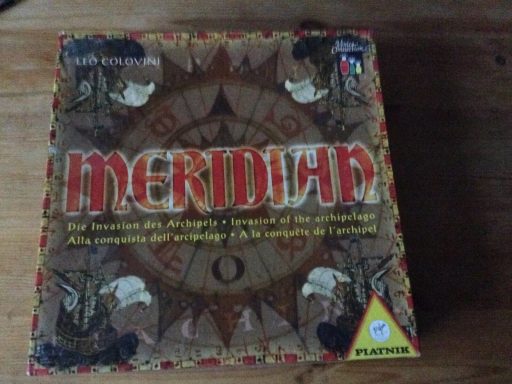 LEO COLOVINI
MERIDIAN
Die Invasion des Archipels • Invasion of the archipelago
Alla conquista dell'arcipelago • A la conquête de l'archipel
PIATNIK